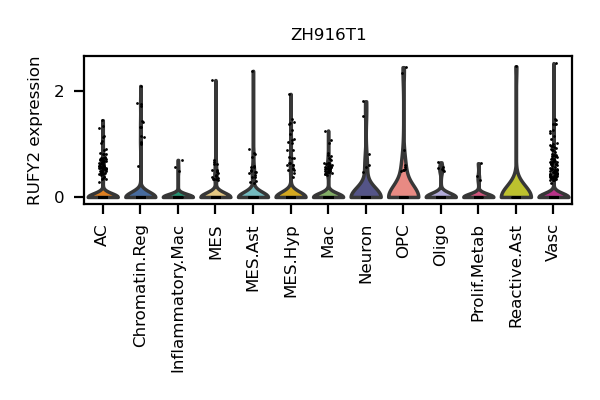 ZH916T1
RUFY2 expression
2
0
AC
Chromatin.Reg
Inflammatory.Mac
MES
MES.Ast
MES.Hyp
Mac
Neuron
OPC
Oligo
Prolif.Metab
Reactive.Ast
Vasc